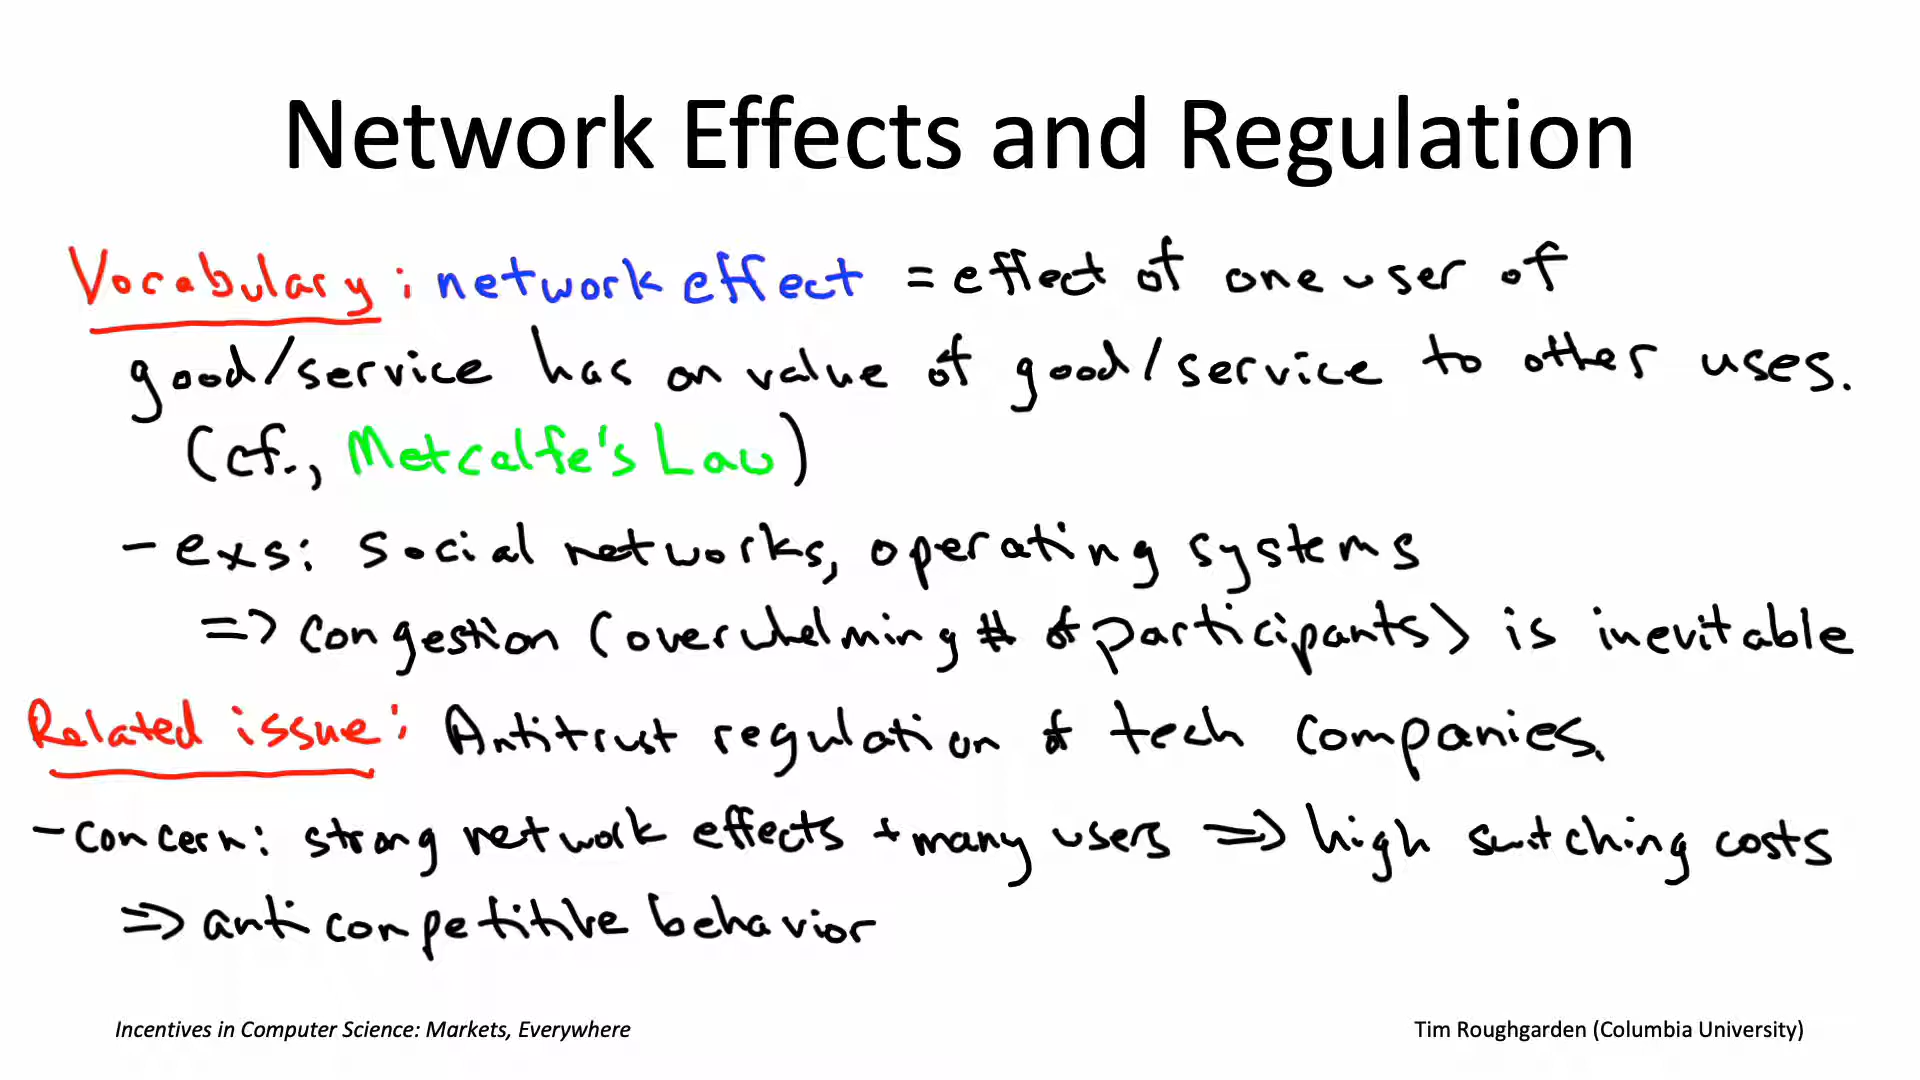 Network Effects and Regulation
Vocabulary: network effect = effect of one user of
good/service has on value of good/service to other uses.
(cf., Metcalfe's Law)
- exs: social networks, operating systems
=> congestion (overwhelming # of participants) is inevitable
Related issue: Antitrust regulation of tech companies.
- concern: strong network effects + many users => high switching costs
=> anticompetitive behavior
Incentives in Computer Science: Markets, Everywhere
Tim Roughgarden (Columbia University)